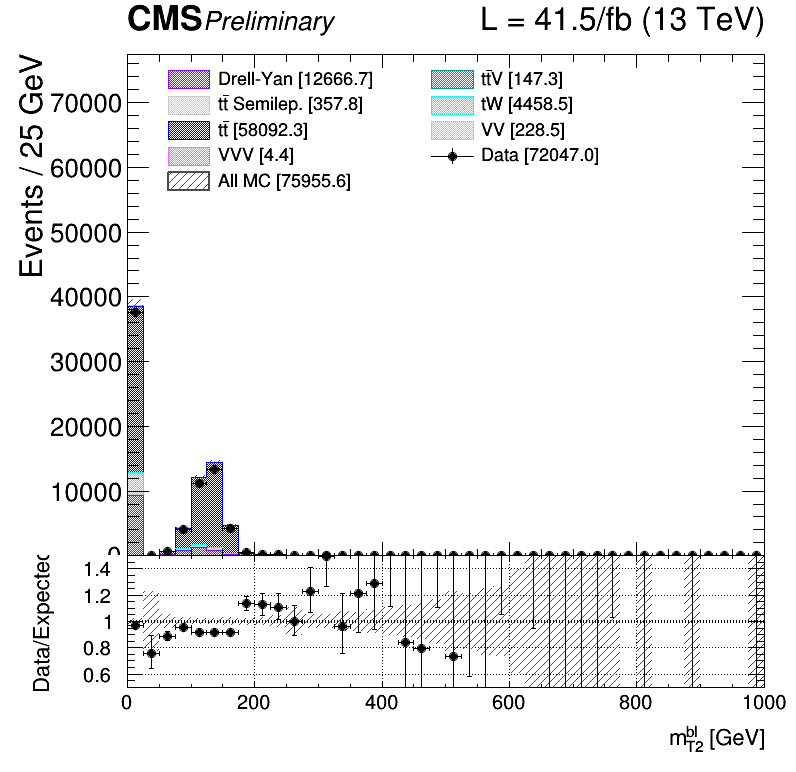 CMS Preliminary L = 41.5/fb (13 TeV)
Events / 25 GeV
Drell-Yan [12666.7]
tt̄ Semilep. [357.8]
tt̄ [58092.3]
VVV [4.4]
All MC [75955.6]
tt̄V [147.3]
tW [4458.5]
VV [228.5]
Data [72047.0]
70000
60000
50000
40000
30000
20000
10000
0
Data/Expected
1.4
1.2
1
0.8
0.6
0 200 400 600 800 1000
m_{T2}^{bl} [GeV]